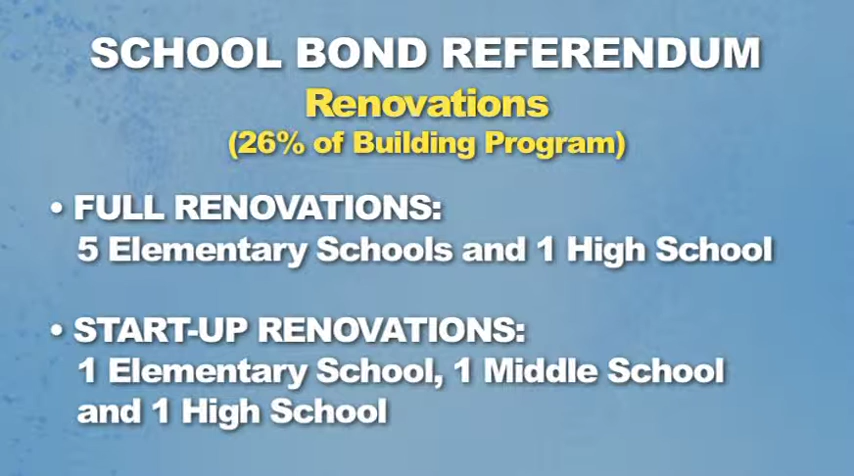 SCHOOL BOND REFERENDUM
Renovations
(26% of Building Program)
• FULL RENOVATIONS:
5 Elementary Schools and 1 High School
• START-UP RENOVATIONS:
1 Elementary School, 1 Middle School
and 1 High School